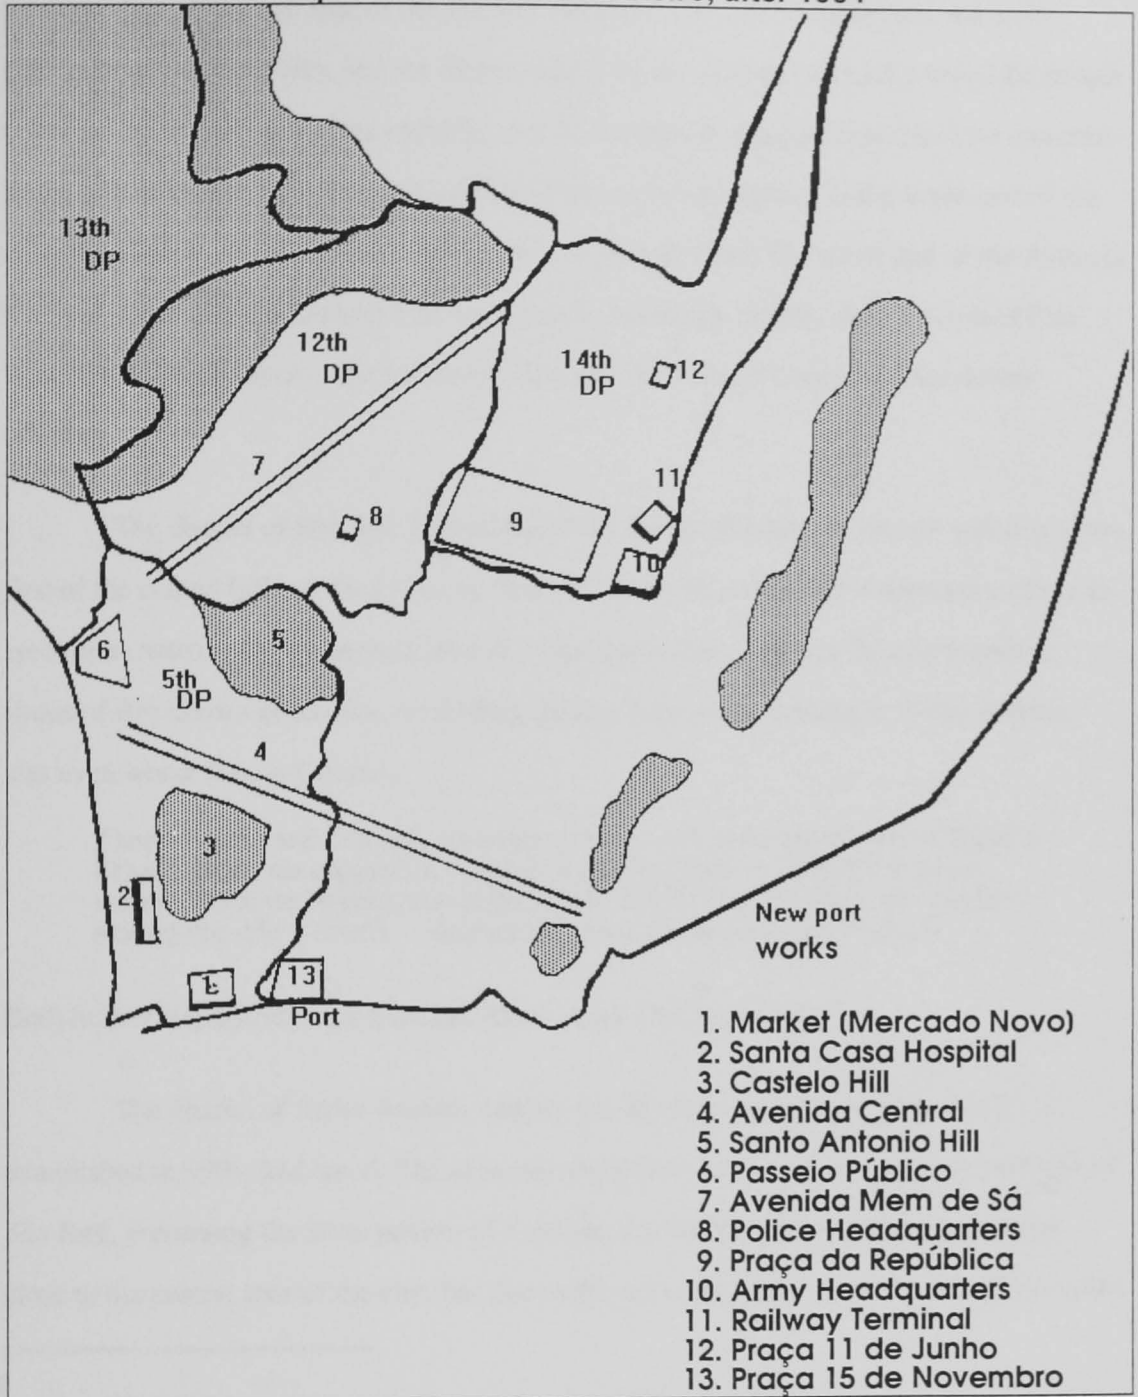 after 1904
13th
DP
12th
DP
14th
DP
12
7
11
8
9
10
5
6
5th
DP
4
3
2
New port
works
1
13
Port
1. Market (Mercado Novo)
2. Santa Casa Hospital
3. Castelo Hill
4. Avenida Central
5. Santo Antonio Hill
6. Passeio Público
7. Avenida Mem de Sá
8. Police Headquarters
9. Praça da República
10. Army Headquarters
11. Railway Terminal
12. Praça 11 de Junho
13. Praça 15 de Novembro